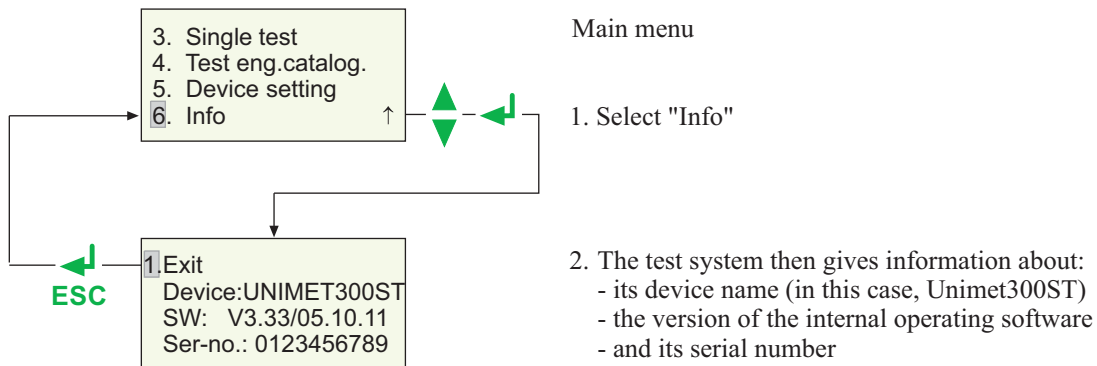 3. Single test
4. Test eng.catalog.
5. Device setting
6. Info ↑
Main menu
1. Select "Info"
1.Exit
Device:UNIMET300ST
SW: V3.33/05.10.11
Ser-no.: 0123456789
ESC
2. The test system then gives information about:
- its device name (in this case, Unimet300ST)
- the version of the internal operating software
- and its serial number